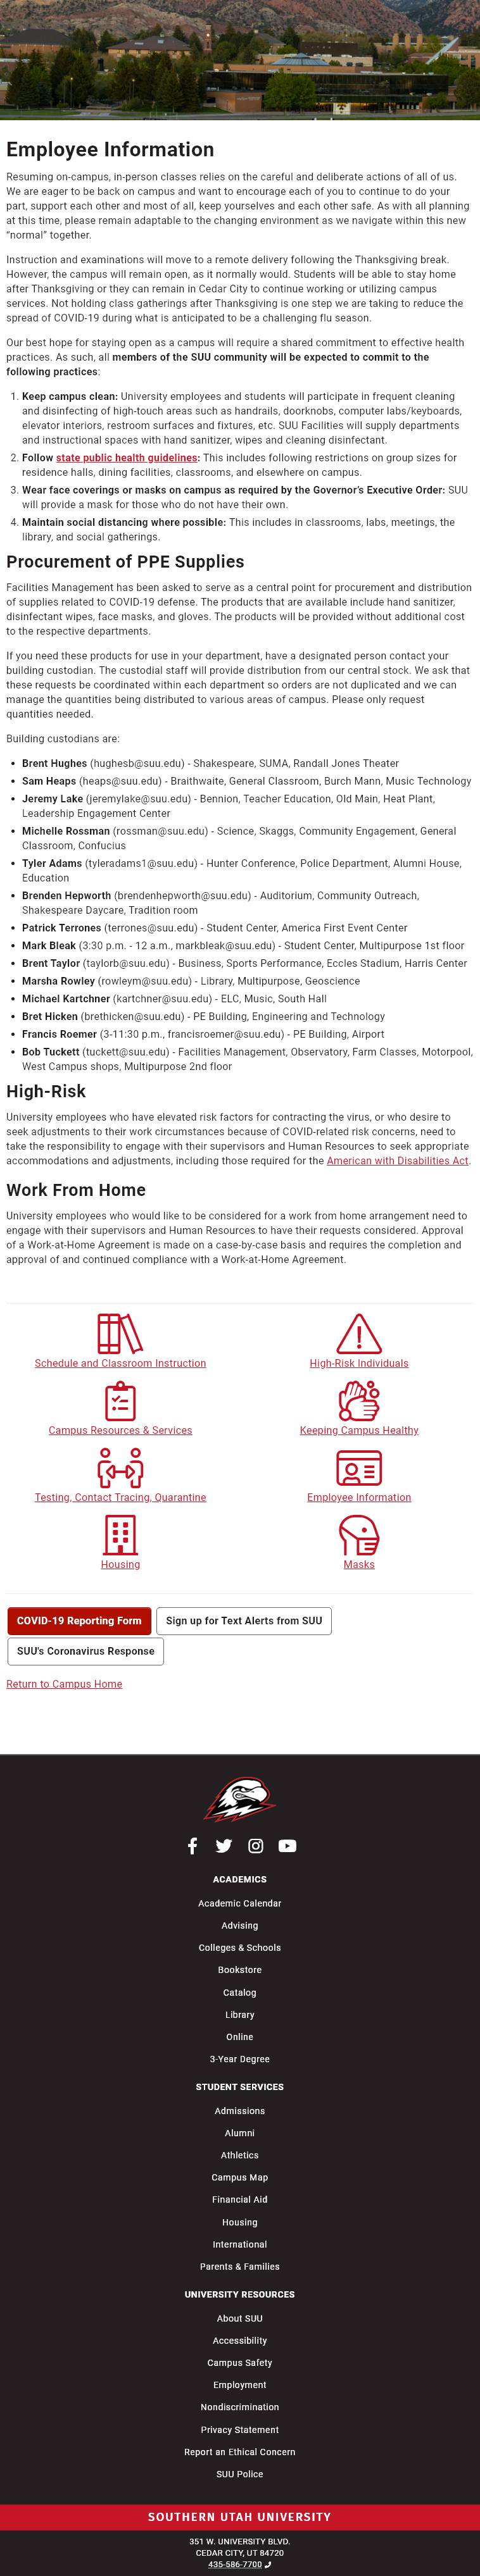 Employee Information
Resuming on-campus, in-person classes relies on the careful and deliberate actions of all of us.
We are eager to be back on campus and want to encourage each of you to continue to do your
part, support each other and most of all, keep yourselves and each other safe. As with all planning
at this time, please remain adaptable to the changing environment as we navigate within this new
“normal” together.
Instruction and examinations will move to a remote delivery following the Thanksgiving break.
However, the campus will remain open, as it normally would. Students will be able to stay home
after Thanksgiving or they can remain in Cedar City to continue working or utilizing campus
services. Not holding class gatherings after Thanksgiving is one step we are taking to reduce the
spread of COVID-19 during what is anticipated to be a challenging flu season.
Our best hope for staying open as a campus will require a shared commitment to effective health
practices. As such, all members of the SUU community will be expected to commit to the
following practices:
1. Keep campus clean: University employees and students will participate in frequent cleaning
and disinfecting of high-touch areas such as handrails, doorknobs, computer labs/keyboards,
elevator interiors, restroom surfaces and fixtures, etc. SUU Facilities will supply departments
and instructional spaces with hand sanitizer, wipes and cleaning disinfectant.
2. Follow state public health guidelines: This includes following restrictions on group sizes for
residence halls, dining facilities, classrooms, and elsewhere on campus.
3. Wear face coverings or masks on campus as required by the Governor’s Executive Order: SUU
will provide a mask for those who do not have their own.
4. Maintain social distancing where possible: This includes in classrooms, labs, meetings, the
library, and social gatherings.
Procurement of PPE Supplies
Facilities Management has been asked to serve as a central point for procurement and distribution
of supplies related to COVID-19 defense. The products that are available include hand sanitizer,
disinfectant wipes, face masks, and gloves. The products will be provided without additional cost
to the respective departments.
If you need these products for use in your department, have a designated person contact your
building custodian. The custodial staff will provide distribution from our central stock. We ask that
these requests be coordinated within each department so orders are not duplicated and we can
manage the quantities being distributed to various areas of campus. Please only request
quantities needed.
Building custodians are:
• Brent Hughes (hughesb@suu.edu) - Shakespeare, SUMA, Randall Jones Theater
• Sam Heaps (heaps@suu.edu) - Braithwaite, General Classroom, Burch Mann, Music Technology
• Jeremy Lake (jeremylake@suu.edu) - Bennion, Teacher Education, Old Main, Heat Plant,
Leadership Engagement Center
• Michelle Rossman (rossman@suu.edu) - Science, Skaggs, Community Engagement, General
Classroom, Confucius
• Tyler Adams (tyleradams1@suu.edu) - Hunter Conference, Police Department, Alumni House,
Education
• Brenden Hepworth (brendenhepworth@suu.edu) - Auditorium, Community Outreach,
Shakespeare Daycare, Tradition room
• Patrick Terrones (terrones@suu.edu) - Student Center, America First Event Center
• Mark Bleak (3:30 p.m. - 12 a.m., markbleak@suu.edu) - Student Center, Multipurpose 1st floor
• Brent Taylor (taylorb@suu.edu) - Business, Sports Performance, Eccles Stadium, Harris Center
• Marsha Rowley (rowleym@suu.edu) - Library, Multipurpose, Geoscience
• Michael Kartchner (kartchner@suu.edu) - ELC, Music, South Hall
• Bret Hicken (brethicken@suu.edu) - PE Building, Engineering and Technology
• Francis Roemer (3-11:30 p.m., francisroemer@suu.edu) - PE Building, Airport
• Bob Tuckett (tuckett@suu.edu) - Facilities Management, Observatory, Farm Classes, Motorpool,
West Campus shops, Multipurpose 2nd floor
High-Risk
University employees who have elevated risk factors for contracting the virus, or who desire to
seek adjustments to their work circumstances because of COVID-related risk concerns, need to
take the responsibility to engage with their supervisors and Human Resources to seek appropriate
accommodations and adjustments, including those required for the American with Disabilities Act.
Work From Home
University employees who would like to be considered for a work from home arrangement need to
engage with their supervisors and Human Resources to have their requests considered. Approval
of a Work-at-Home Agreement is made on a case-by-case basis and requires the completion and
approval of and continued compliance with a Work-at-Home Agreement.
Schedule and Classroom Instruction
High-Risk Individuals
Campus Resources & Services
Keeping Campus Healthy
Testing, Contact Tracing, Quarantine
Employee Information
Housing
Masks
COVID-19 Reporting Form
Sign up for Text Alerts from SUU
SUU's Coronavirus Response
Return to Campus Home
ACADEMICS
Academic Calendar
Advising
Colleges & Schools
Bookstore
Catalog
Library
Online
3-Year Degree
STUDENT SERVICES
Admissions
Alumni
Athletics
Campus Map
Financial Aid
Housing
International
Parents & Families
UNIVERSITY RESOURCES
About SUU
Accessibility
Campus Safety
Employment
Nondiscrimination
Privacy Statement
Report an Ethical Concern
SUU Police
SOUTHERN UTAH UNIVERSITY
351 W. UNIVERSITY BLVD.
CEDAR CITY, UT 84720
435-586-7700